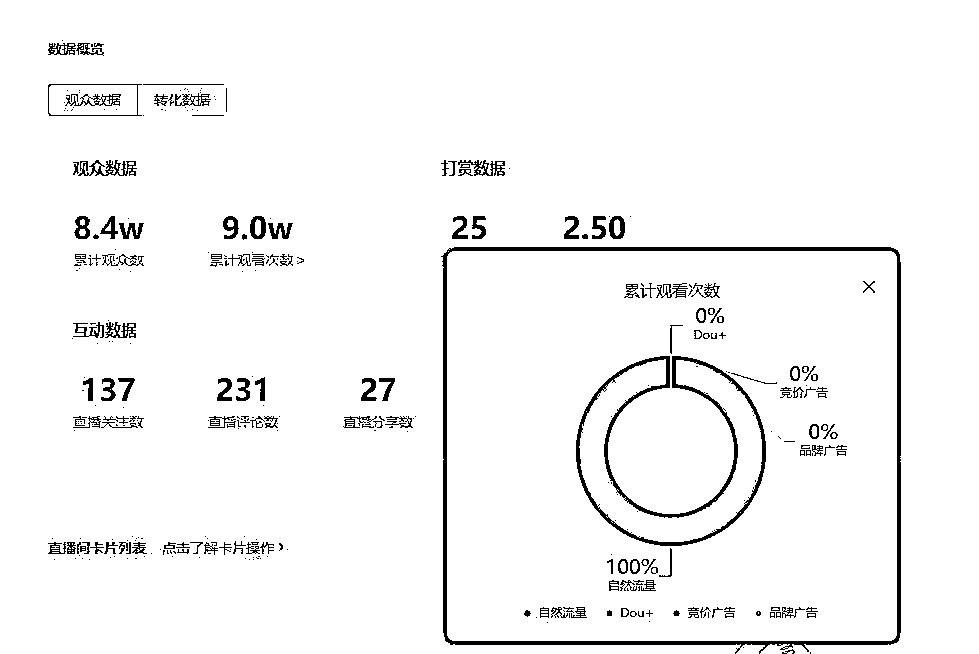 数据概览
观众数据 转化数据
观众数据 打赏数据
8.4w 9.0w 25 2.50
累计观众数 累计观看次数 >
互动数据
137 231 27
直播关注数 直播评论数 直播分享数
直播间卡片列表 点击了解卡片操作 >
累计观看次数 ×
0%
Dou+
0%
竞价广告
0%
品牌广告
100%
自然流量
自然流量 Dou+ 竞价广告 品牌广告